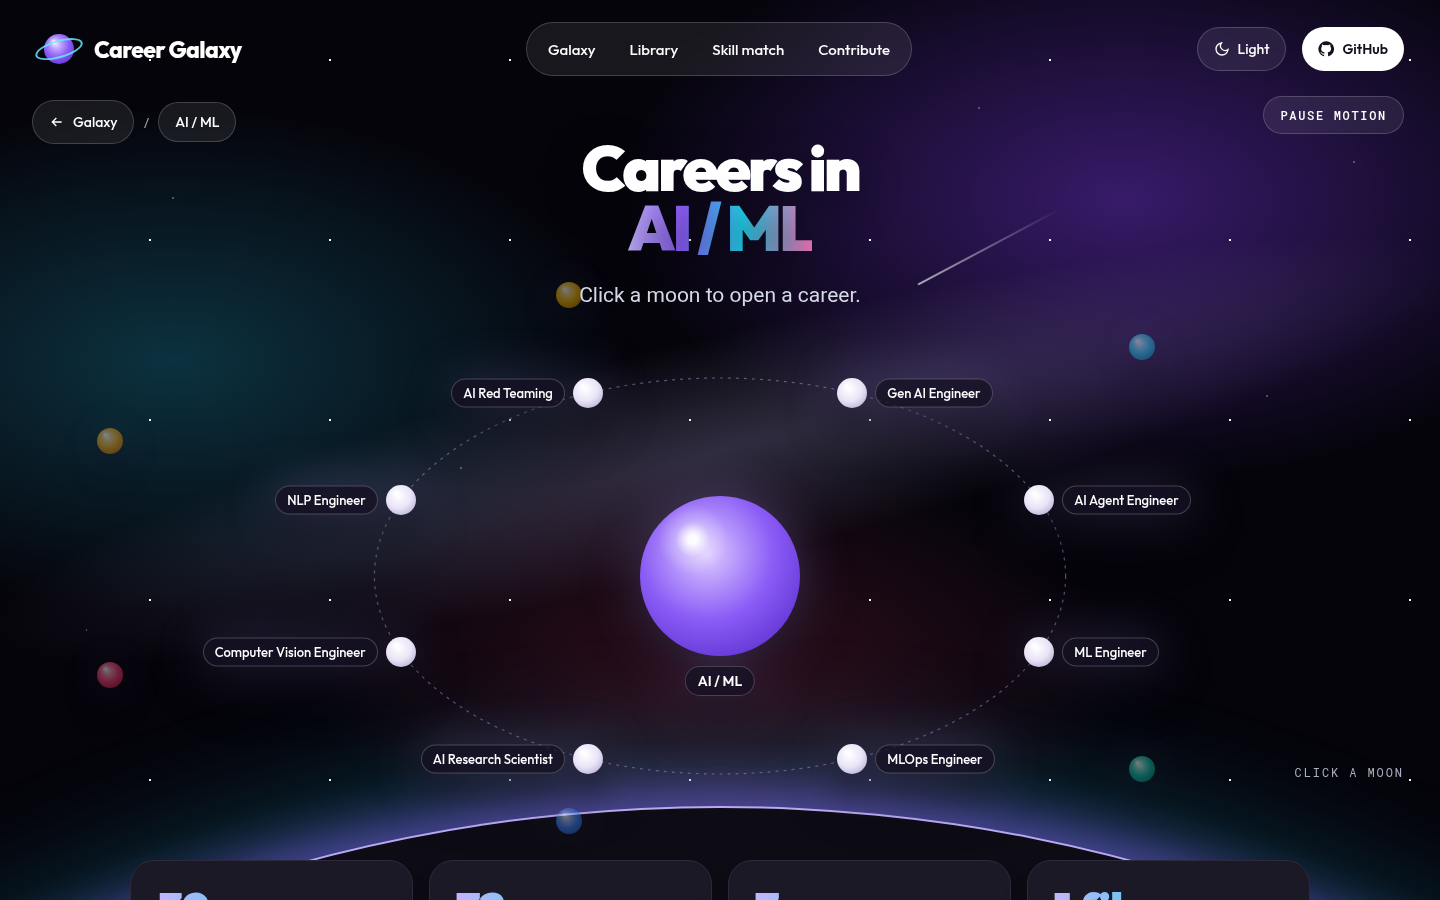 Career Galaxy
Galaxy
Library
Skill match
Contribute
Light
GitHub
← Galaxy / AI / ML
PAUSE MOTION
Careers in
AI / ML
Click a moon to open a career.
AI Red Teaming
Gen AI Engineer
NLP Engineer
AI Agent Engineer
Computer Vision Engineer
ML Engineer
AI / ML
AI Research Scientist
MLOps Engineer
CLICK A MOON